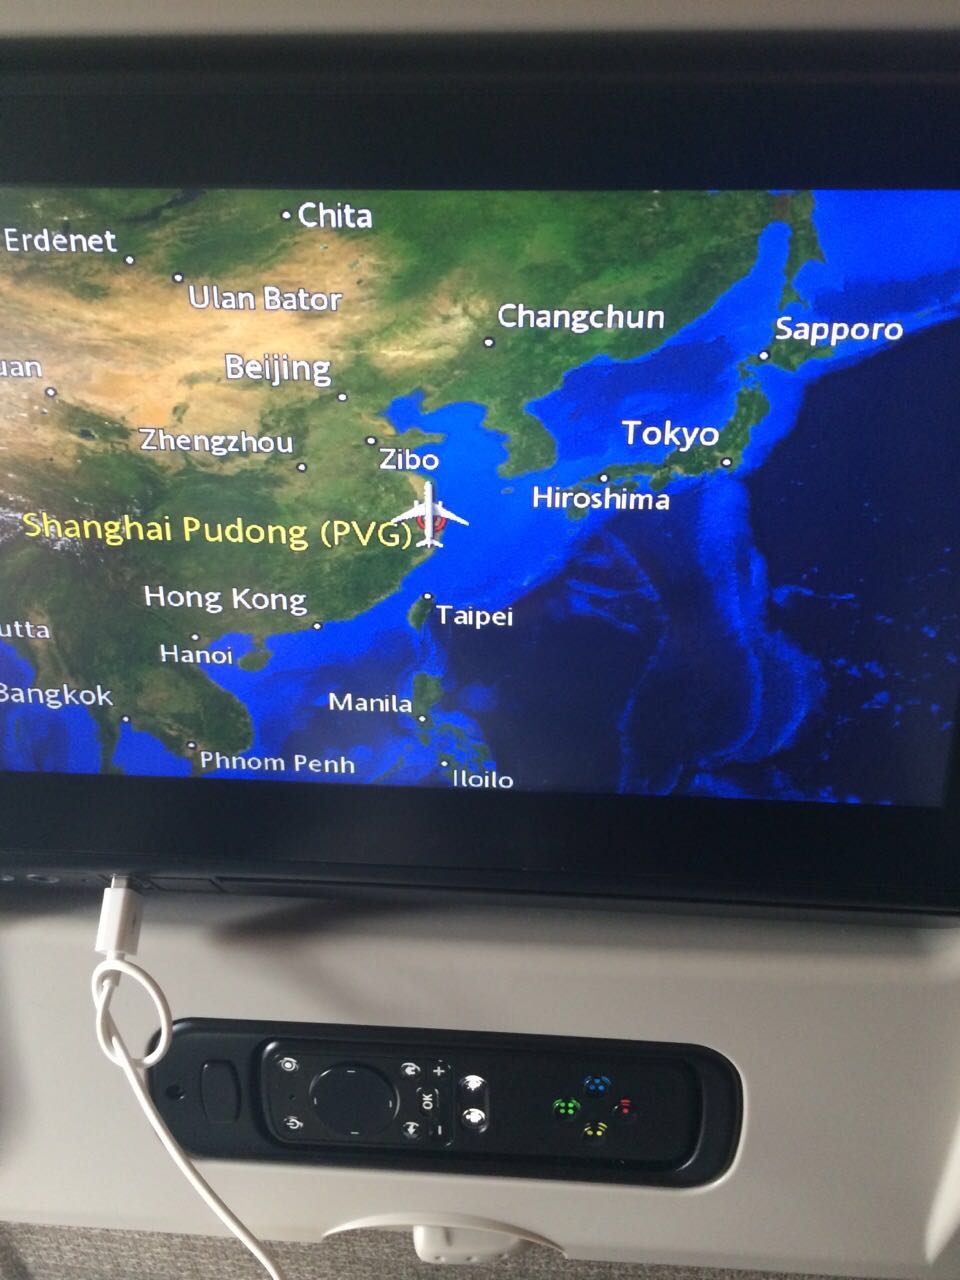 Chita
Erdenet
Ulan Bator
Changchun
Sapporo
uan
Beijing
Tokyo
Zhengzhou
Zibo
Hiroshima
Shanghai Pudong (PVG)
Hong Kong
Taipei
utta
Hanoi
Bangkok
Manila
Phnom Penh
Iloilo
+
OK
-